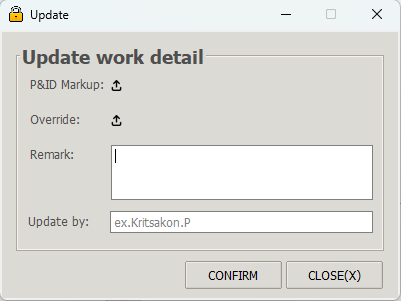 Update
Update work detail
P&ID Markup:
Override:
Remark:
Update by: ex.Kritsakon.P
CONFIRM CLOSE(X)